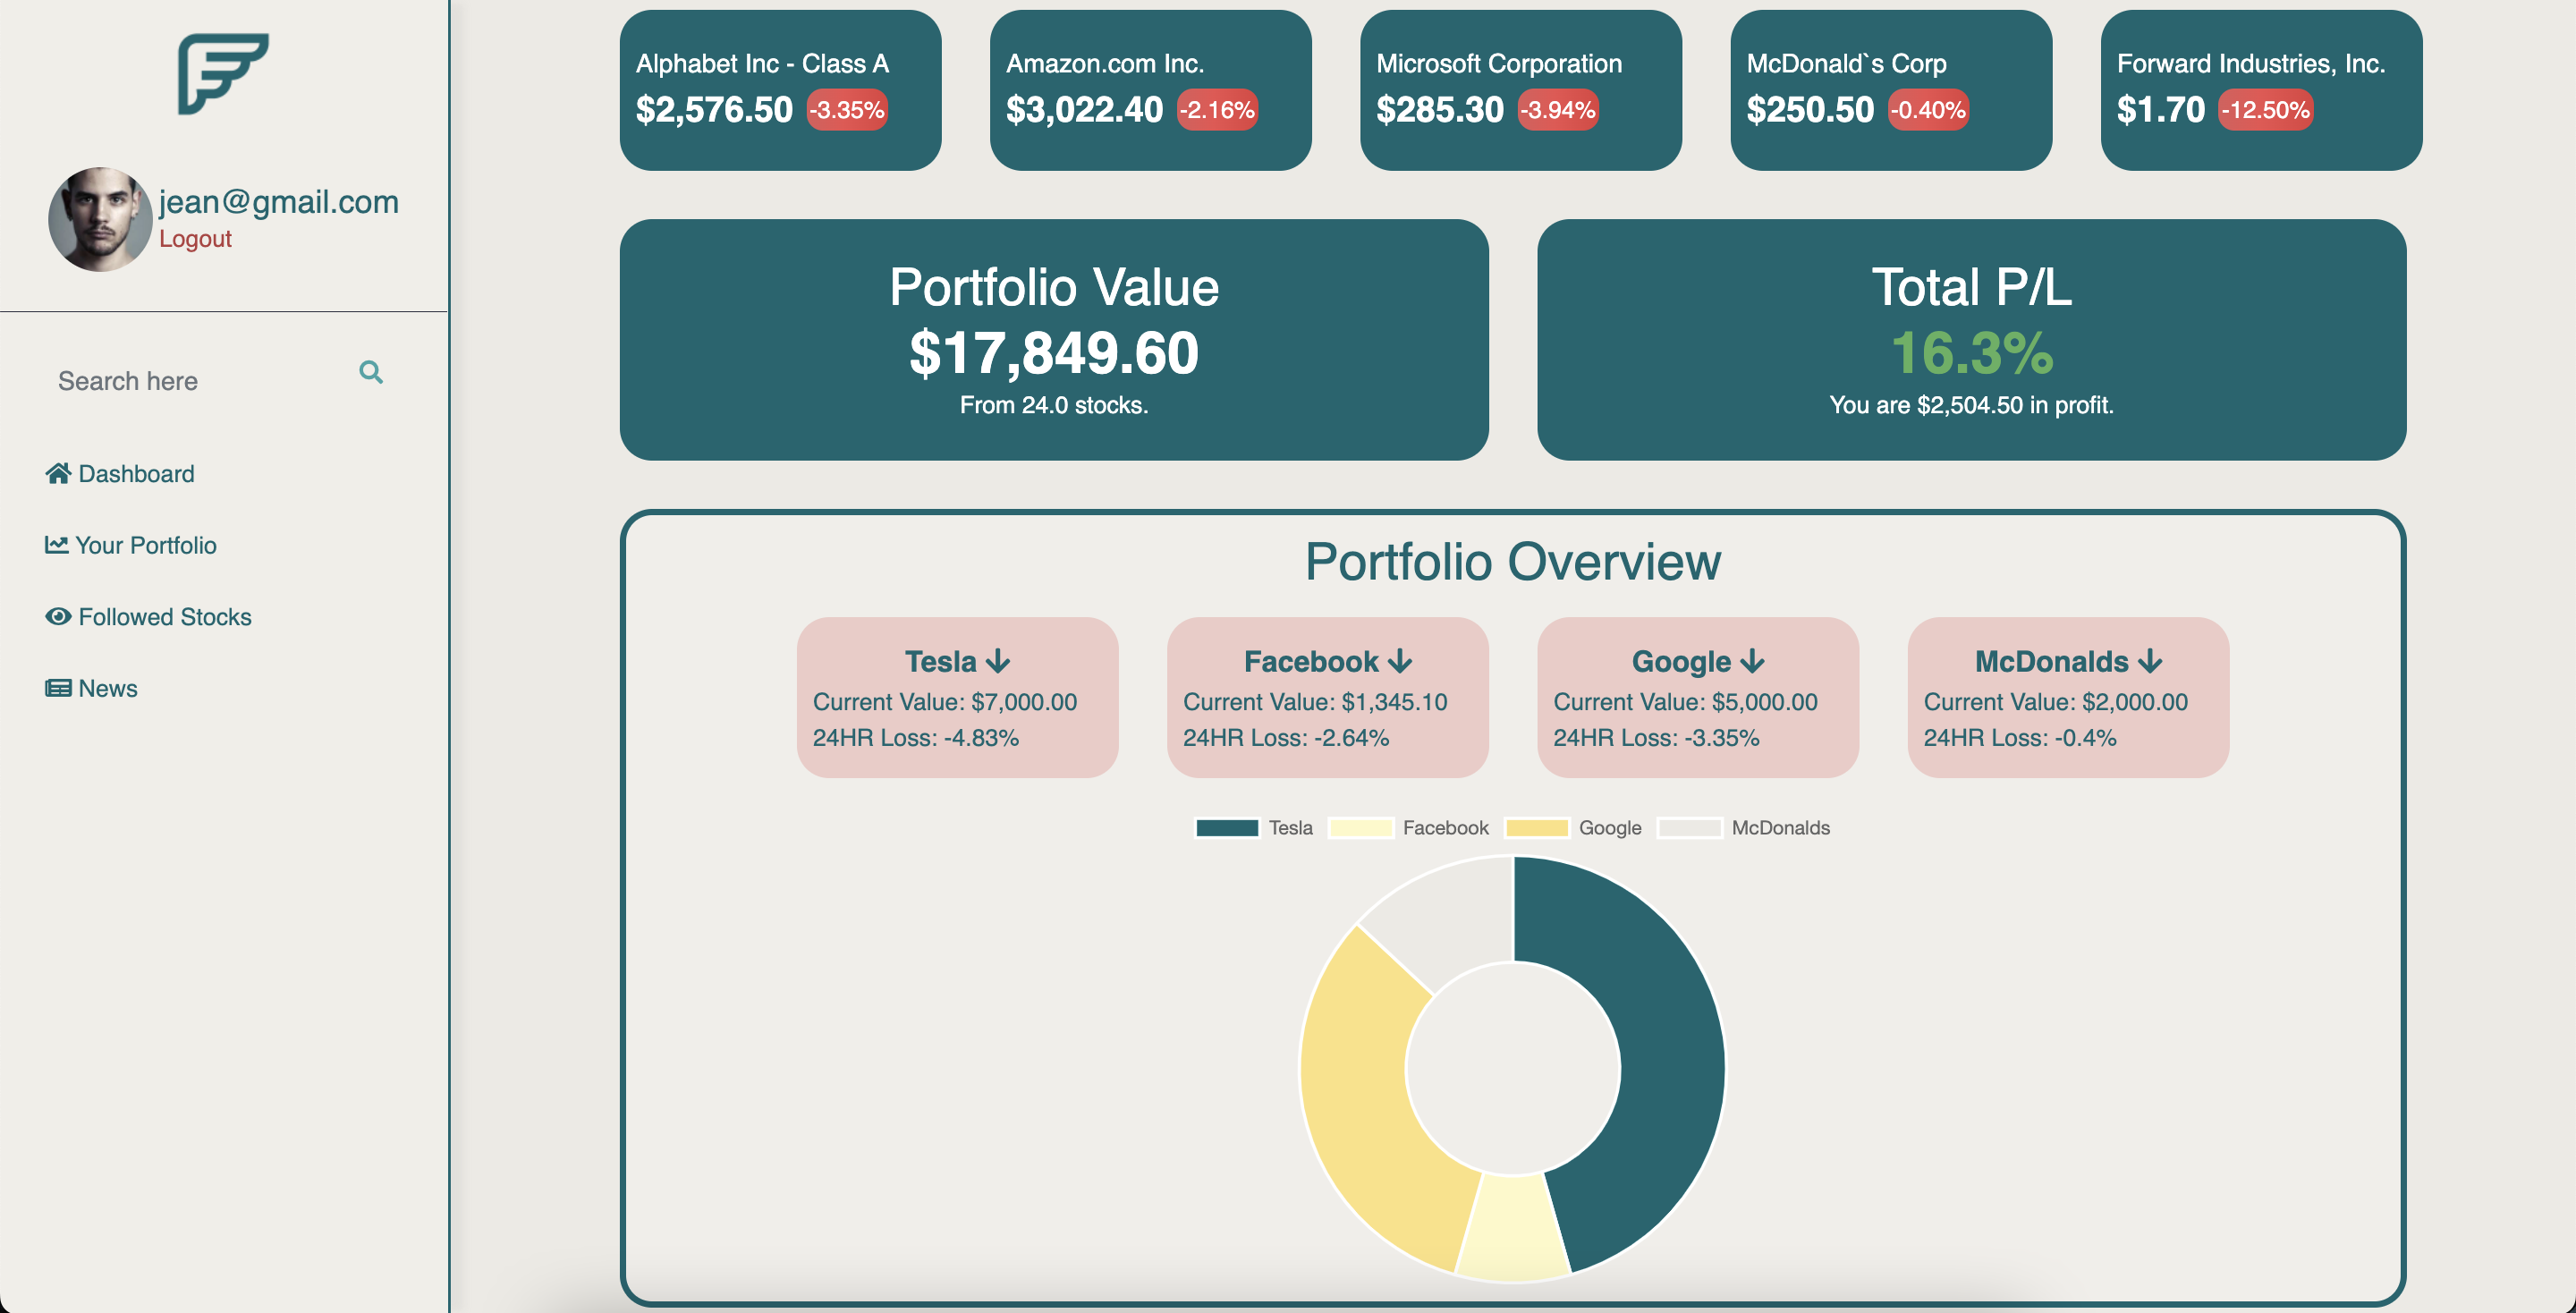 jean@gmail.com
Logout
Search here
Dashboard
Your Portfolio
Followed Stocks
News
Alphabet Inc - Class A
$2,576.50 -3.35%
Amazon.com Inc.
$3,022.40 -2.16%
Microsoft Corporation
$285.30 -3.94%
McDonald`s Corp
$250.50 -0.40%
Forward Industries, Inc.
$1.70 -12.50%
Portfolio Value
$17,849.60
From 24.0 stocks.
Total P/L
16.3%
You are $2,504.50 in profit.
Portfolio Overview
Tesla
Current Value: $7,000.00
24HR Loss: -4.83%
Facebook
Current Value: $1,345.10
24HR Loss: -2.64%
Google
Current Value: $5,000.00
24HR Loss: -3.35%
McDonalds
Current Value: $2,000.00
24HR Loss: -0.4%
Tesla Facebook Google McDonalds